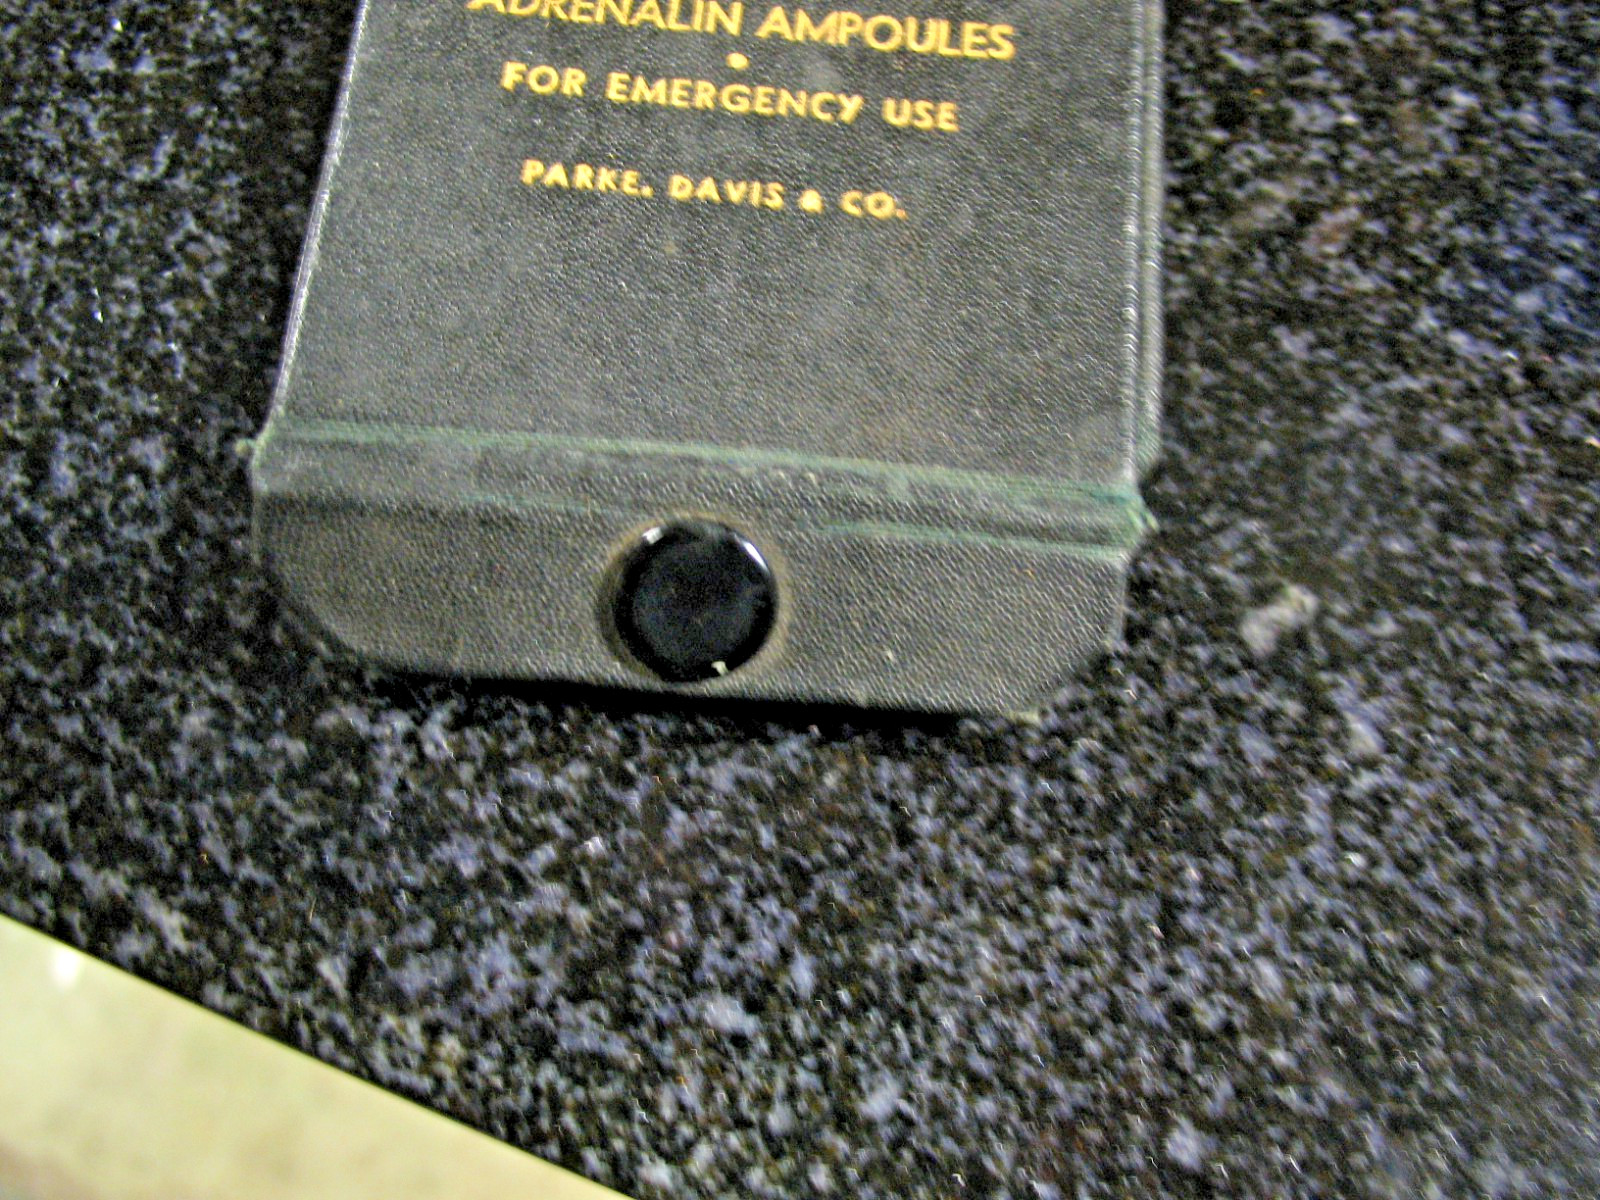 ADRENALIN AMPOULES
•
FOR EMERGENCY USE
PARKE, DAVIS & CO.